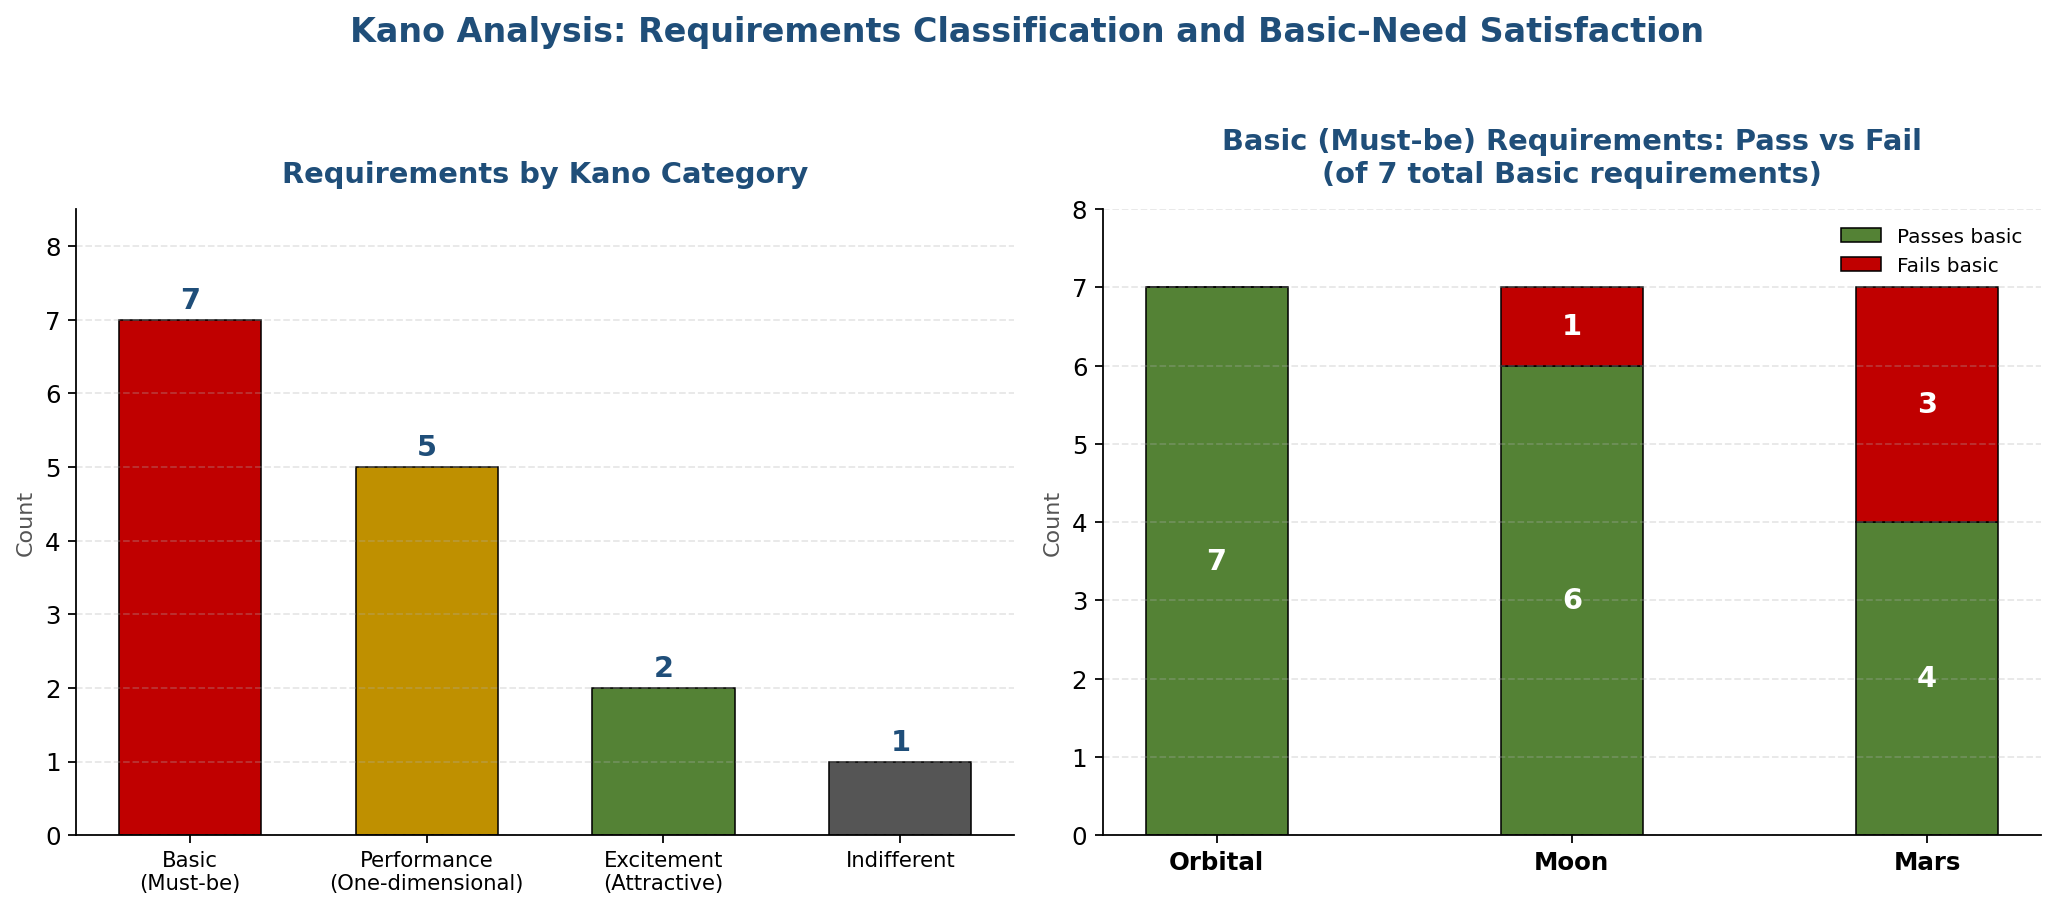 Kano Analysis: Requirements Classification and Basic-Need Satisfaction
Requirements by Kano Category
Count
8
7
6
5
4
3
2
1
0
7
5
2
1
Basic
(Must-be)
Performance
(One-dimensional)
Excitement
(Attractive)
Indifferent
Basic (Must-be) Requirements: Pass vs Fail
(of 7 total Basic requirements)
Count
8
7
6
5
4
3
2
1
0
Passes basic
Fails basic
7
1
6
3
4
Orbital
Moon
Mars